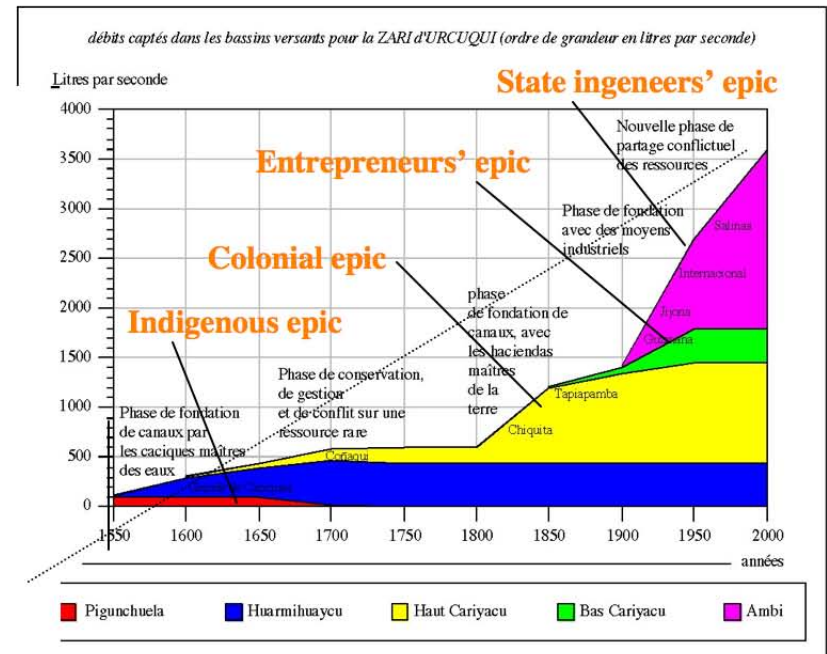 débits captés dans les bassins versants pour la ZARI d'URCUQUI (ordre de grandeur en litres par seconde)
Litres par seconde
State ingeneers' epic
4000
3500
3000
2500
2000
1500
1000
500
0
Nouvelle phase de
partage conflictuel
des ressources
Entrepreneurs' epic
Phase de fondation
avec des moyens
industriels
Salinas
Colonial epic
Internacional
phase
de fondation de
canaux, avec
les haciendas
maîtres
de la
terre
Jijona
Indigenous epic
Phase de conservation,
de gestion
et de conflit sur une
ressource rare
Tapiapamba
Phase de fondation
de canaux par
les caciques maîtres
des eaux
Chiquita
Coñaqui
1550
1600
1650
1700
1750
1800
1850
1900
1950
2000
années
Pigunchuela
Huarmihuaycu
Haut Cariyacu
Bas Cariyacu
Ambi